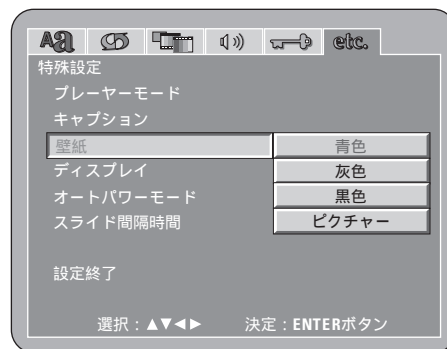 Aa etc.
特殊設定
プレーヤーモード
キャプション
壁紙 青色
ディスプレイ 灰色
オートパワーモード 黒色
スライド間隔時間 ピクチャー
設定終了
選択：▲▼◀▶ 決定：ENTERボタン